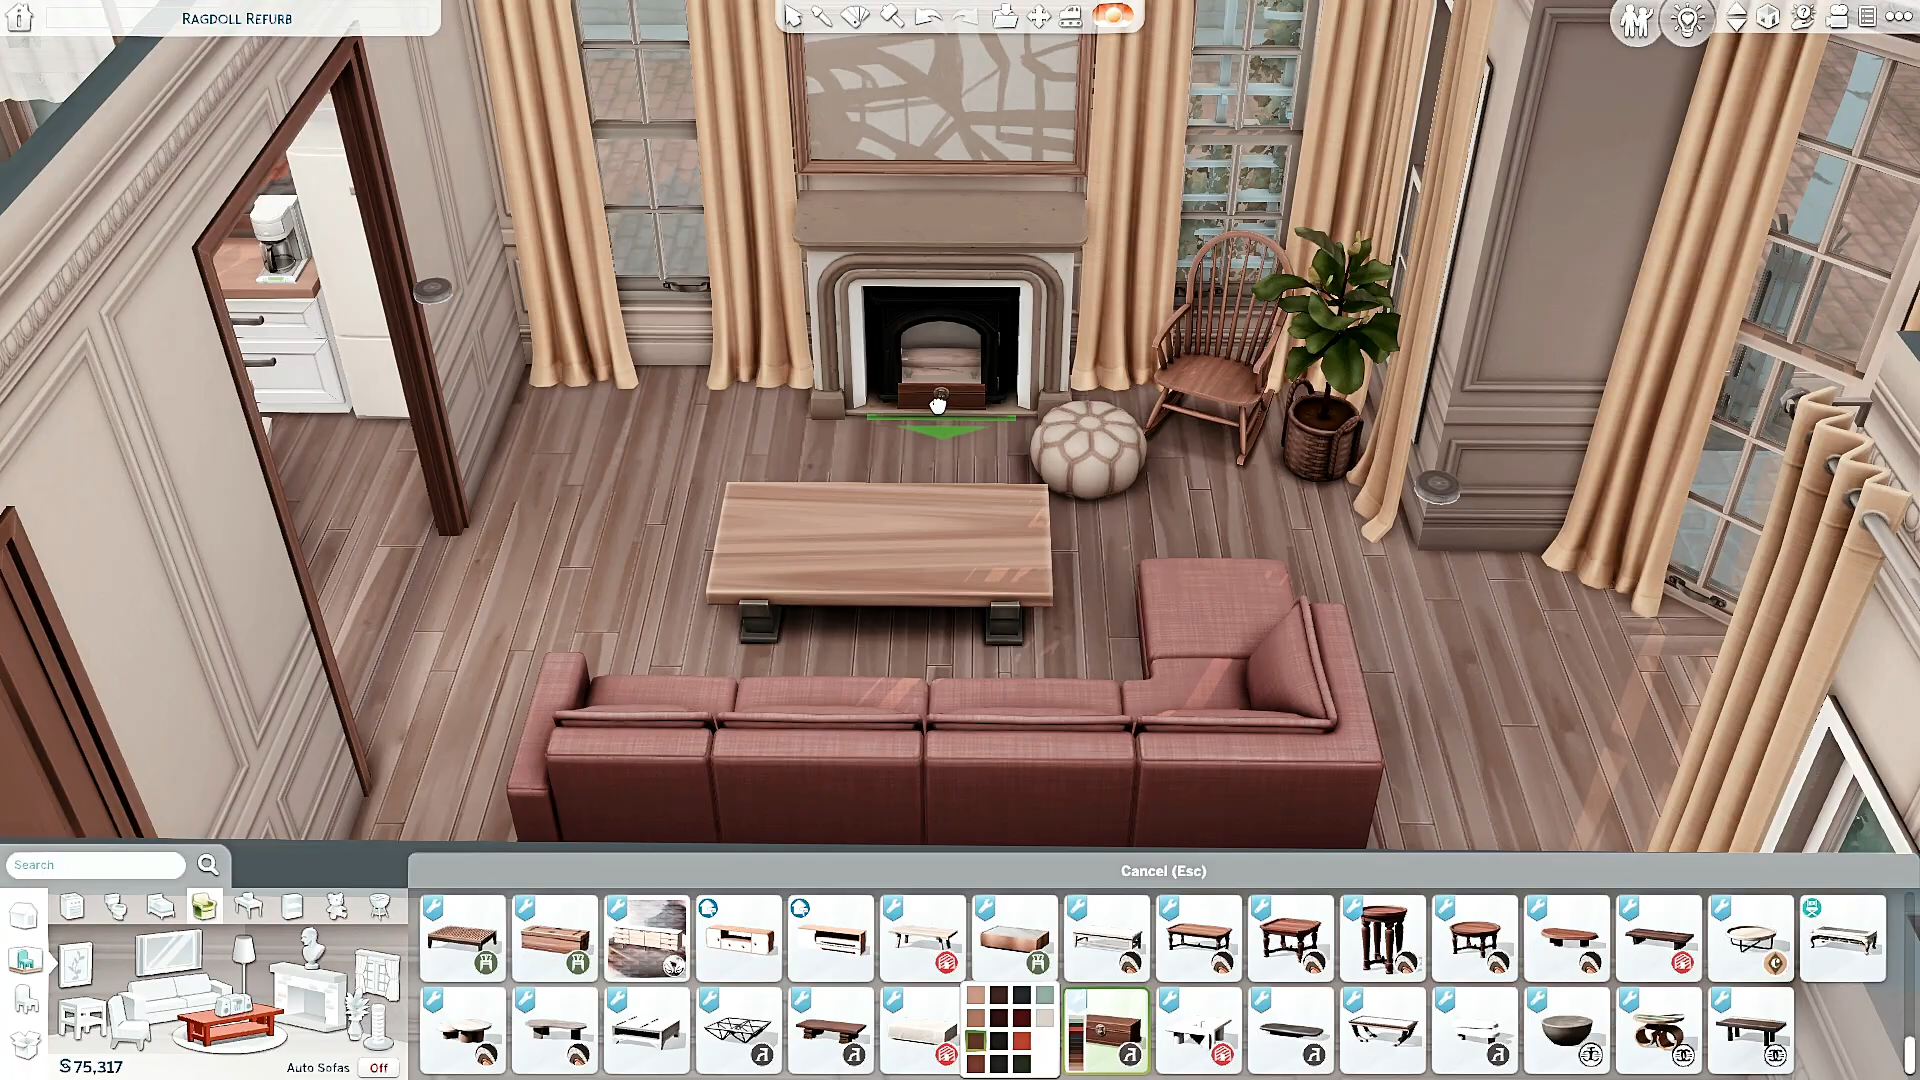 Ragdoll Refurb
Cancel (Esc)
Search
§75,317
Auto Sofas
Off